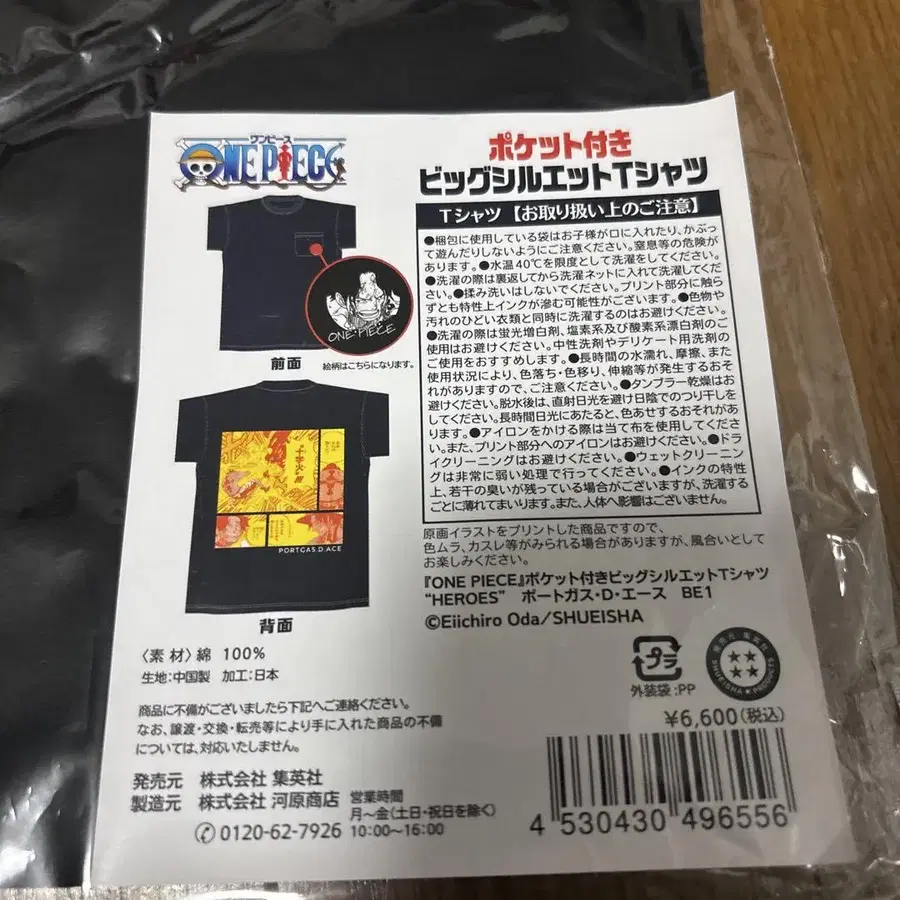 ワンピース
ONE PIECE
ポケット付き
ビッグシルエットTシャツ
Tシャツ【お取り扱い上のご注意】
●梱包に使用している袋はお子様が口に入れたり、かぶっ
て遊んだりしないようにご注意ください。窒息等の危険が
あります。●水温40℃を限度として洗濯をしてください。
●洗濯の際は裏返してから洗濯ネットに入れて洗濯してくだ
さい。●揉み洗いはしないでください。プリント部分に触ら
ずとも特性上インクが滲む可能性がございます。●色物や
汚れのひどい衣類と同時に洗濯するのはお避けください。
●洗濯の際は蛍光増白剤、塩素系及び酸素系漂白剤のご
使用はお避けください。中性洗剤やデリケート用洗剤の
ご使用をおすすめします。●長時間の水濡れ、摩擦、また
使用状況により、色落ち・色移り、伸縮等が発生するおそ
れがありますので、ご注意ください。●タンブラー乾燥はお
避けください。脱水後は、直射日光を避け日陰でのつり干しを
してください。長時間日光にあたると、色あせするおそれがあ
ります。●アイロンをかける際は当て布を使用してくださ
い。また、プリント部分へのアイロンはお避けください。●ドラ
イクリーニングはお避けください。●ウェットクリーニン
グは非常に弱い処理で行ってください。●インクの特性
上、若干の臭いが残っている場合がございますが、洗濯する
ごとに薄れてまいります。また、人体へ影響はございません。
原画イラストをプリントした商品ですので、
色ムラ、カスレ等がみられる場合がありますが、風合いとして
お楽しみください。
『ONE PIECE』ポケット付きビッグシルエットTシャツ
“HEROES” ポートガス・D・エース BE1
©Eiichiro Oda/SHUEISHA
ONE PIECE
前面
絵柄はこちらになります。
十字火
PORTGAS.D.ACE
背面
〈素 材〉綿 100%
生地:中国製 加工:日本
商品に不備がございましたら下記へご連絡ください。
なお、譲渡・交換・転売等により手に入れた商品の不備
については、対応いたしません。
発売元 株式会社 集英社
製造元 株式会社 河原商店
営業時間
月〜金(土日・祝日を除く)
0120-62-7926 10:00〜16:00
プラ
外装袋:PP
発売元 集英社
SHUEISHA PRODUCTS
¥6,600(税込)
4 530430 496556